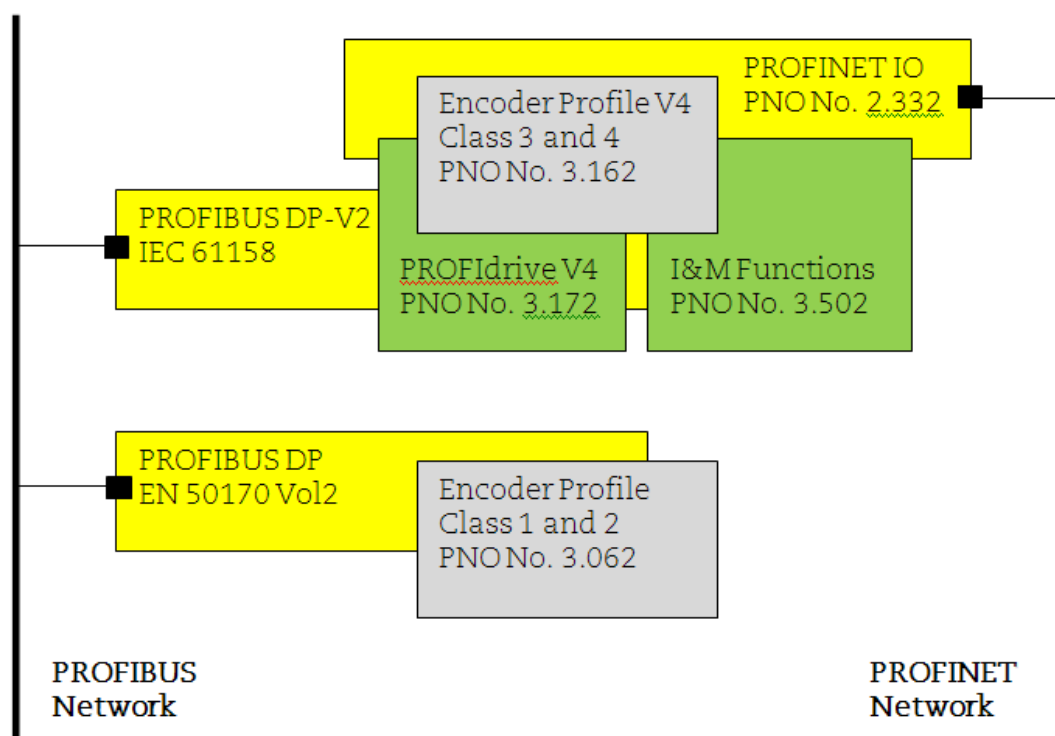 PROFINET IO
PNO No. 2.332
Encoder Profile V4
Class 3 and 4
PNO No. 3.162
PROFIBUS DP-V2
IEC 61158
PROFIdrive V4
PNO No. 3.172
I&M Functions
PNO No. 3.502
PROFIBUS DP
EN 50170 Vol2
Encoder Profile
Class 1 and 2
PNO No. 3.062
PROFIBUS
Network
PROFINET
Network